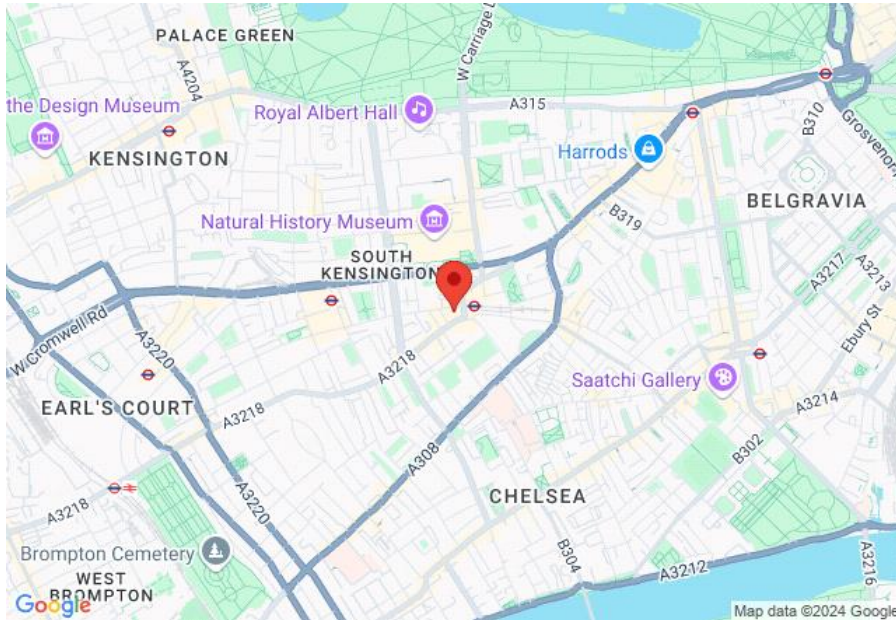 PALACE GREEN
W Carriage
A4204
the Design Museum
Royal Albert Hall
A315
B310
Grosvenor
KENSINGTON
Harrods
BELGRAVIA
Natural History Museum
B319
SOUTH
KENSINGTON
A3217
A3213
W Cromwell Rd
A3220
Ebury St
A3218
Saatchi Gallery
EARL'S COURT
A3218
A3214
A308
B302
A3220
CHELSEA
A3218
Brompton Cemetery
B304
A3212
A3216
WEST
BROMPTON
Google
Map data ©2024 Google